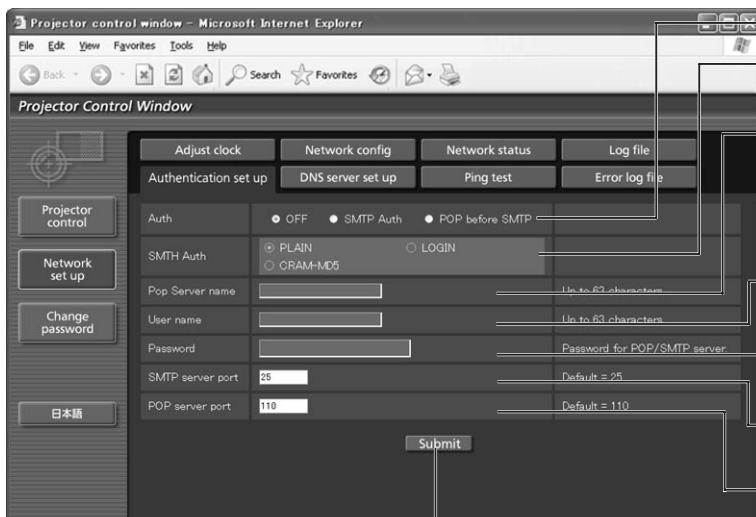 Projector control window - Microsoft Internet Explorer
File Edit View Favorites Tools Help
Back Search Favorites
Projector Control Window
Adjust clock Network config Network status Log file
Authentication set up DNS server set up Ping test Error log file
Projector
control
Network
set up
Change
password
日本語
Auth OFF SMTP Auth POP before SMTP
SMTH Auth PLAIN LOGIN
CRAM-MD5
Pop Server name Up to 63 characters
User name Up to 63 characters
Password Password for POP/SMTP server.
SMTP server port 25 Default = 25
POP server port 110 Default = 110
Submit